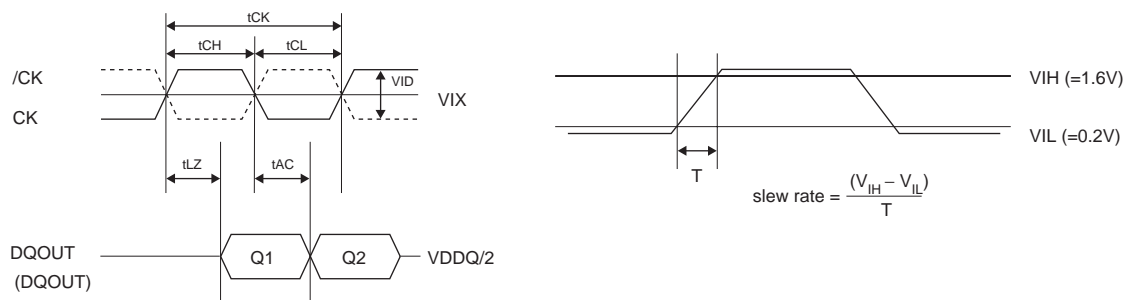 tCK
tCH
tCL
/CK
VID
VIX
CK
tLZ
tAC
DQOUT
(DQOUT)
Q1
Q2
VDDQ/2
VIH (=1.6V)
VIL (=0.2V)
T
slew rate = (VIH – VIL)
T